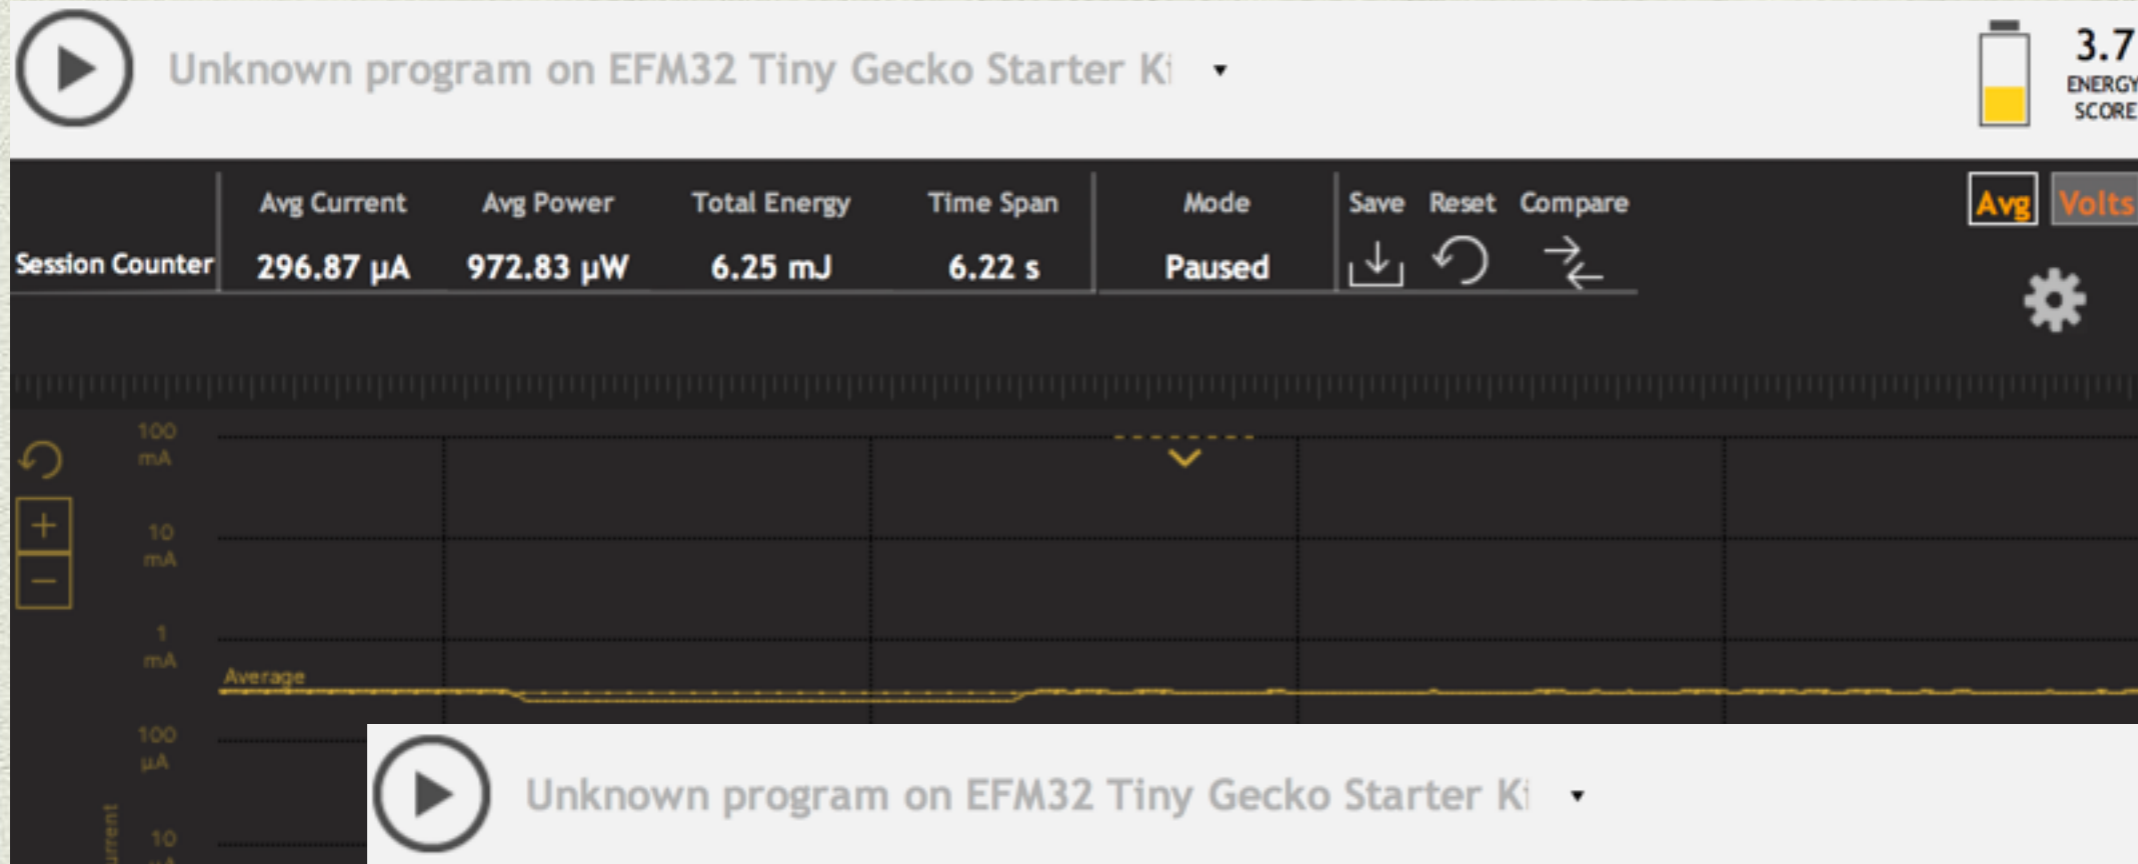 Unknown program on EFM32 Tiny Gecko Starter Ki
3.7
ENERGY
SCORE
Avg Current Avg Power Total Energy Time Span Mode Save Reset Compare
Avg Volts
Session Counter 296.87 µA 972.83 µW 6.25 mJ 6.22 s Paused
100
mA
10
mA
1
mA
Average
100
µA
10
urrent
Unknown program on EFM32 Tiny Gecko Starter Ki